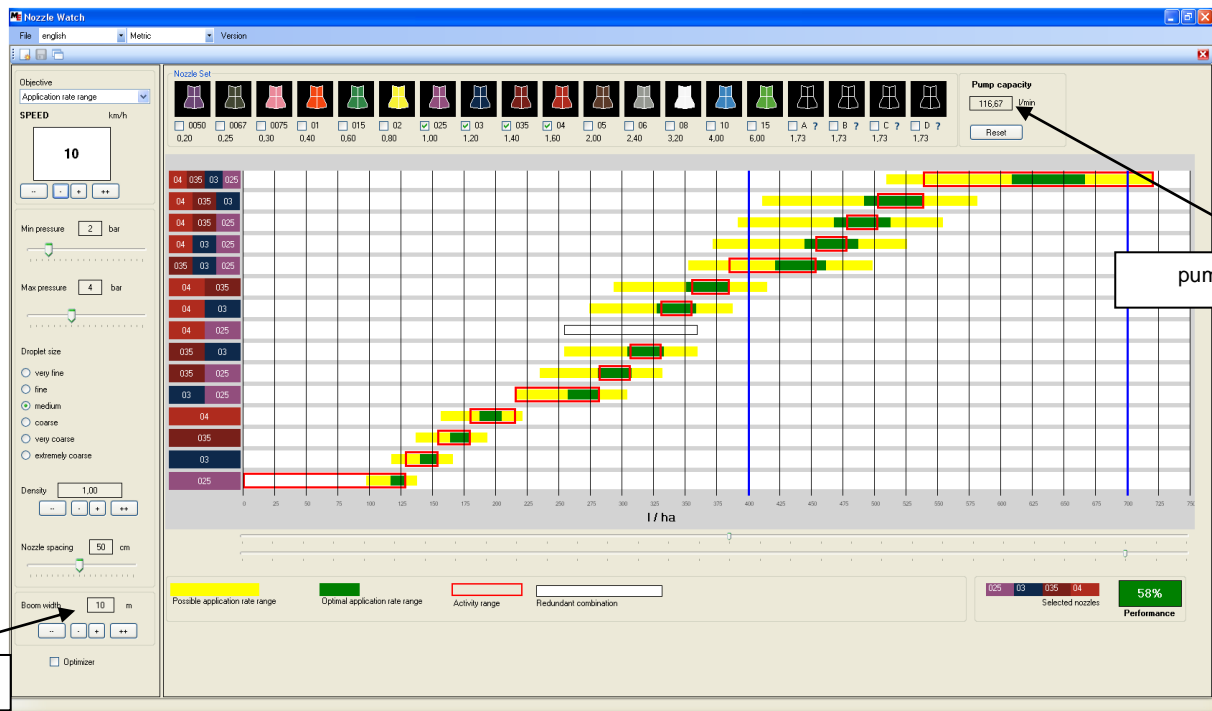 Nozzle Watch
File english Metric Version
Objective
Application rate range
SPEED km/h
10
-- - + ++
Min pressure 2 bar
Max pressure 4 bar
Droplet size
very fine
fine
medium
coarse
very coarse
extremely coarse
Density 1,00
-- - + ++
Nozzle spacing 50 cm
Boom width 10 m
-- - + ++
Optimizer
Nozzle Set
0050 0067 0075 01 015 02 025 03 035 04 05 06 08 10 15 A ? B ? C ? D ?
0,20 0,25 0,30 0,40 0,60 0,80 1,00 1,20 1,40 1,60 2,00 2,40 3,20 4,00 6,00 1,73 1,73 1,73 1,73
Pump capacity
116,67 l/min
Reset
pum
04 035 03 025
04 035 03
04 035 025
04 03 025
035 03 025
04 035
04 03
04 025
035 03
035 025
03 025
04
035
03
025
0 25 50 75 100 125 150 175 200 225 250 275 300 325 350 375 400 425 450 475 500 525 550 575 600 625 650 675 700 725 750
l / ha
Possible application rate range
Optimal application rate range
Activity range
Redundant combination
025 03 035 04
Selected nozzles
58%
Performance